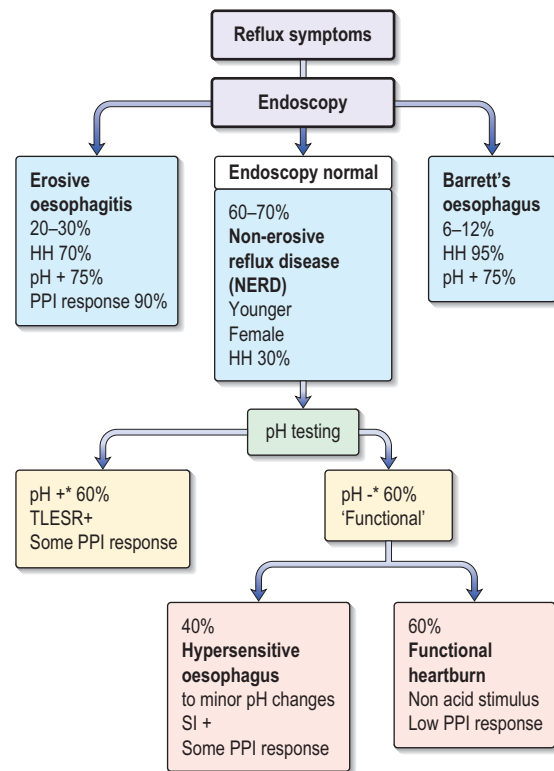 Reflux symptoms
Endoscopy
Erosive
oesophagitis
20–30%
HH 70%
pH + 75%
PPI response 90%
Endoscopy normal
60–70%
Non-erosive
reflux disease
(NERD)
Younger
Female
HH 30%
Barrett's
oesophagus
6–12%
HH 95%
pH + 75%
pH testing
pH +* 60%
TLESR+
Some PPI response
pH -* 60%
‘Functional’
40%
Hypersensitive
oesophagus
to minor pH changes
SI +
Some PPI response
60%
Functional
heartburn
Non acid stimulus
Low PPI response